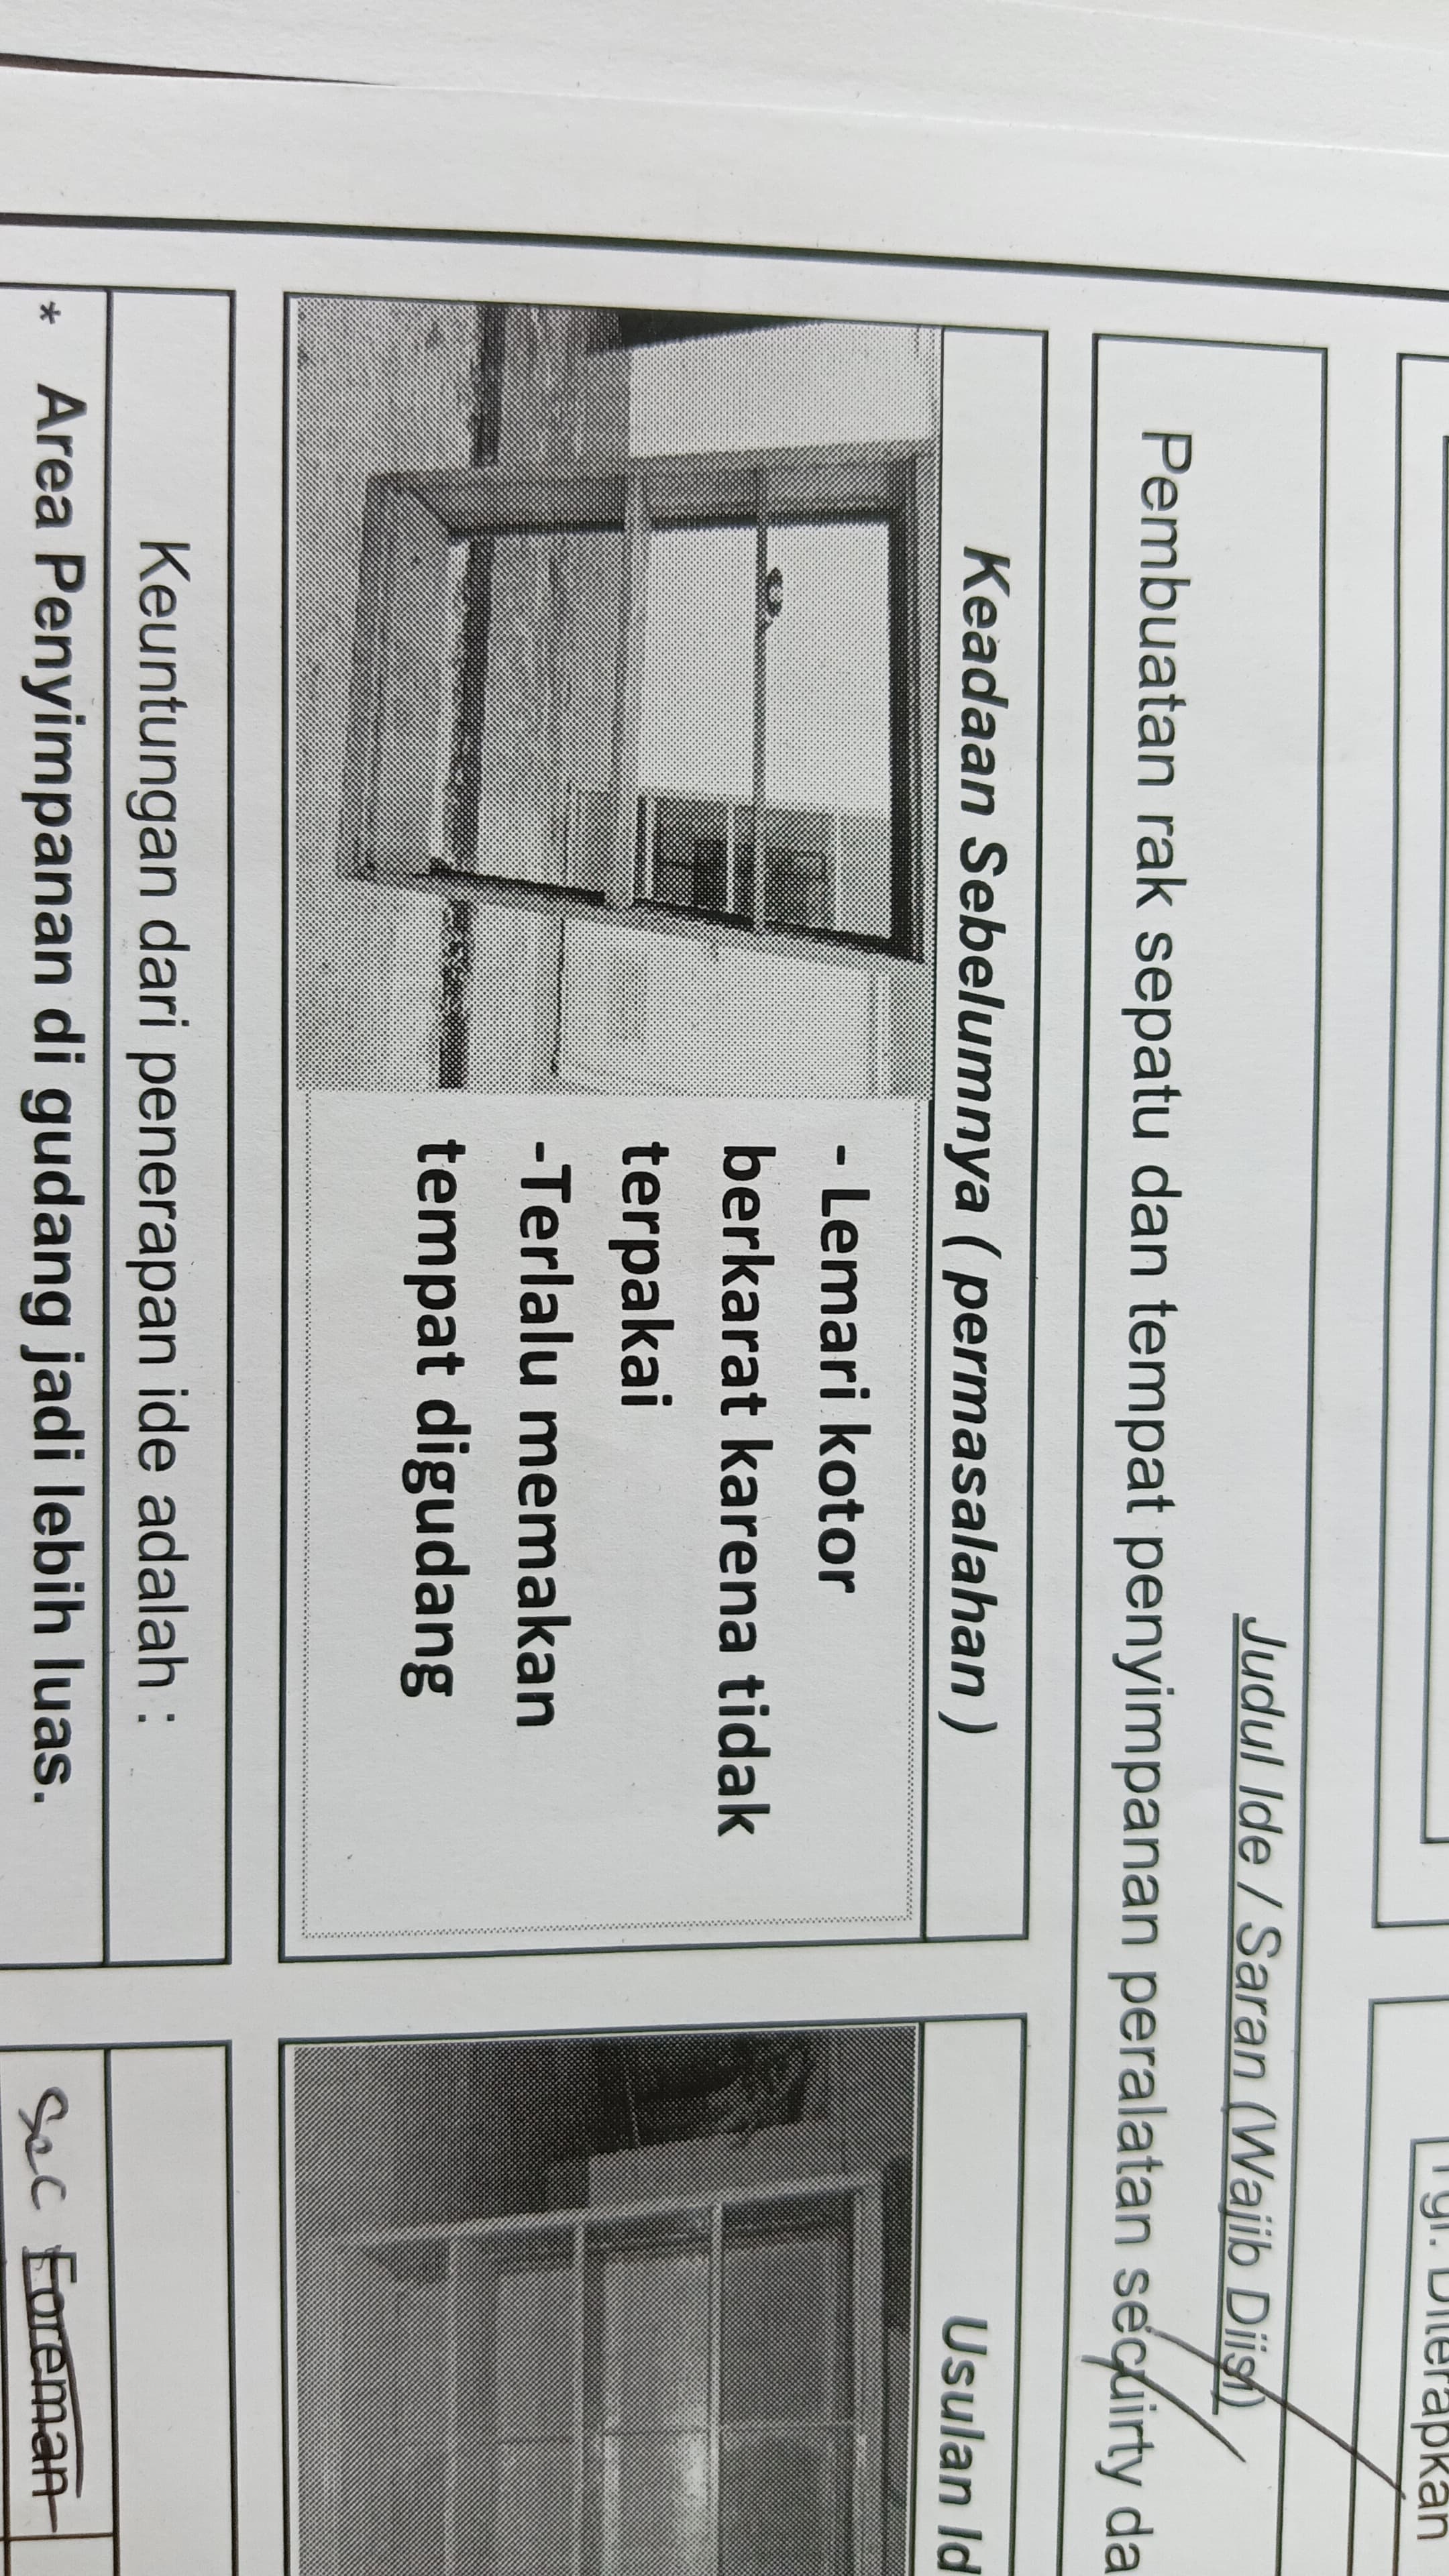 Tgl. Diterapkan
Judul Ide / Saran (Wajib Diisi)
Pembuatan rak sepatu dan tempat penyimpanan peralatan secuirty da
Keadaan Sebelumnya ( permasalahan )
- Lemari kotor
berkarat karena tidak
terpakai
-Terlalu memakan
tempat digudang
Usulan Id
Keuntungan dari penerapan ide adalah :
* Area Penyimpanan di gudang jadi lebih luas.
Sec Foreman